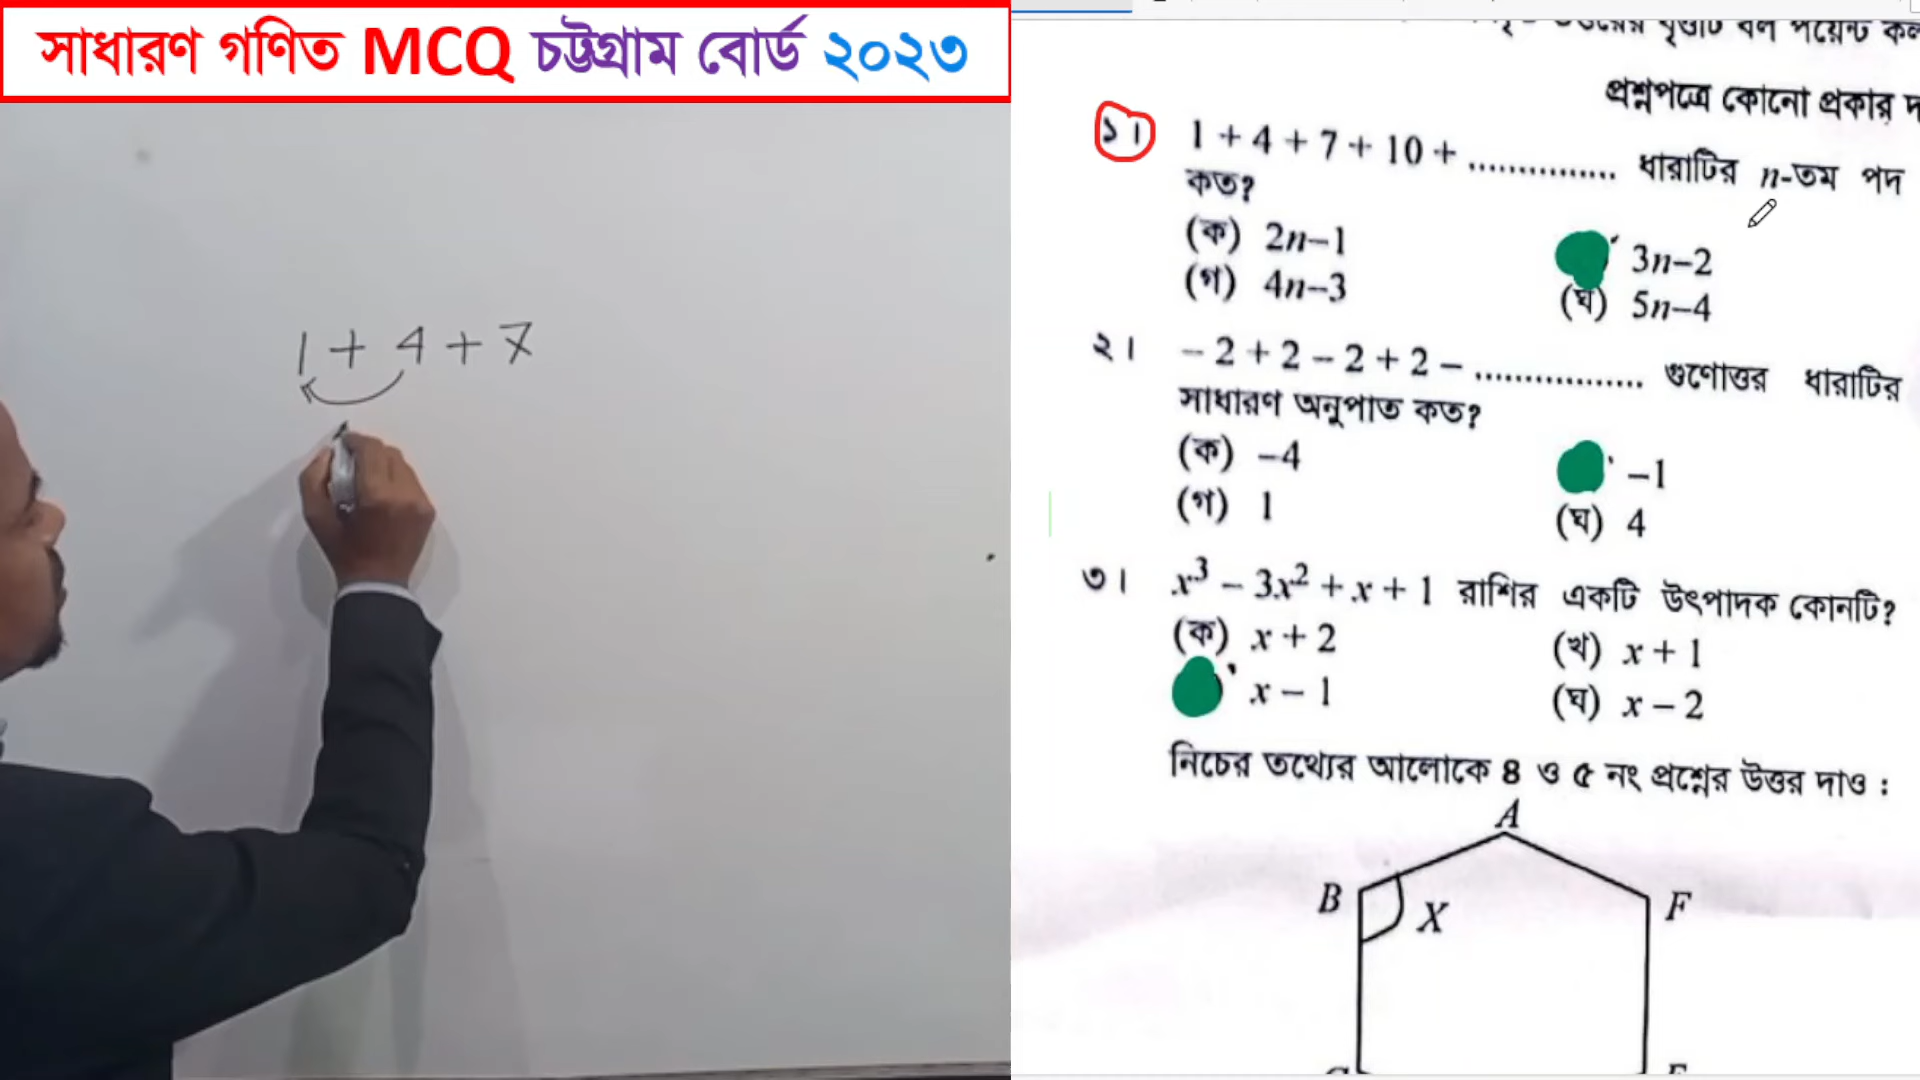 সাধারণ গণিত MCQ চট্টগ্রাম বোর্ড ২০২৩
1 + 4 + 7
বৃত্তটি বল পয়েন্ট
প্রশ্নপত্রে কোনো প্রকার
১। 1 + 4 + 7 + 10 + ............... ধারাটির n-তম পদ
কত?
(ক) 2n–1 3n–2
(গ) 4n–3 (ঘ) 5n–4
২। – 2 + 2 – 2 + 2 – ................. গুণোত্তর ধারাটির
সাধারণ অনুপাত কত?
(ক) –4 –1
(গ) 1 (ঘ) 4
৩। x³ – 3x² + x + 1 রাশির একটি উৎপাদক কোনটি?
(ক) x + 2 (খ) x + 1
x – 1 (ঘ) x – 2
নিচের তথ্যের আলোকে ৪ ও ৫ নং প্রশ্নের উত্তর দাও :
A
B X F